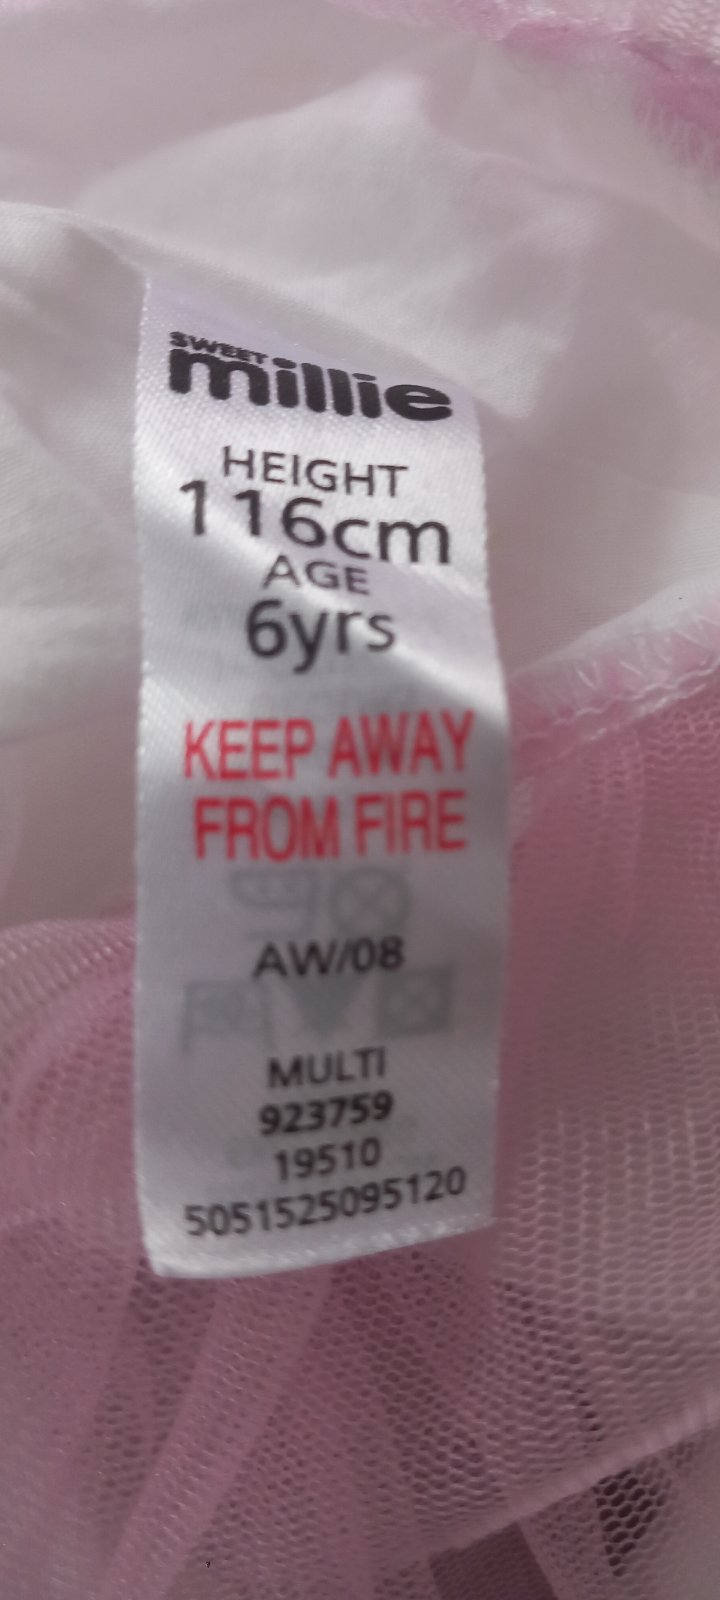 SWEET
millie
HEIGHT
116cm
AGE
6yrs
KEEP AWAY
FROM FIRE
AW/08
MULTI
923759
19510
5051525095120